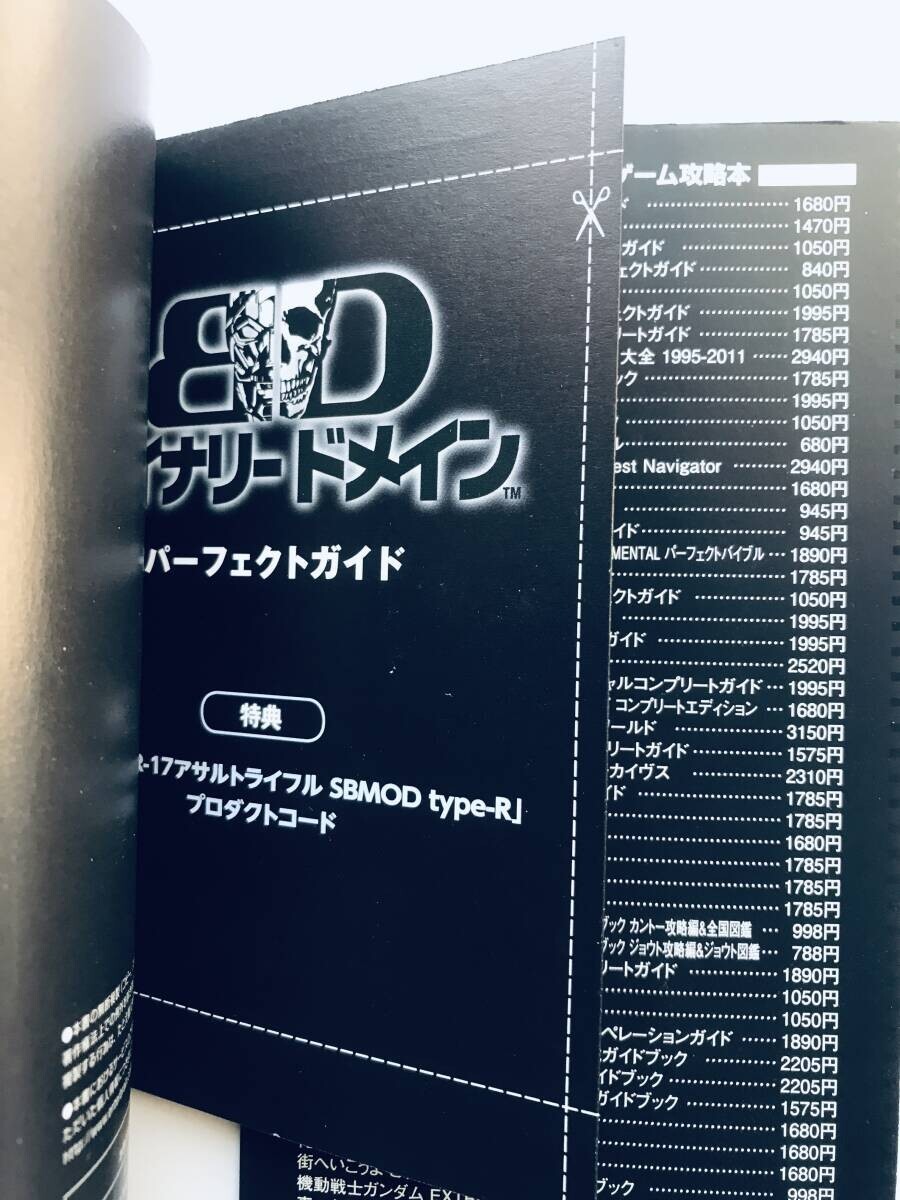 BD
イナリードメイン™
パーフェクトガイド
特典
R-17アサルトライフル SBMOD type-R」
プロダクトコード
ゲーム攻略本
ド 1680円
1470円
ガイド 1050円
ェクトガイド 840円
1050円
ェクトガイド 1995円
リートガイド 1785円
大全 1995-2011 2940円
ック 1785円
1995円
1050円
ル 680円
est Navigator 2940円
1680円
945円
イド 945円
MENTAL パーフェクトバイブル 1890円
1785円
クトガイド 1050円
1995円
ガイド 1995円
2520円
ャルコンプリートガイド 1995円
コンプリートエディション 1680円
ールド 3150円
リートガイド 1575円
カイヴス 2310円
イド 1785円
1785円
1680円
1785円
1785円
1785円
ブック カントー攻略編&全国図鑑 998円
ブック ジョウト攻略編&ジョウト図鑑 788円
リートガイド 1890円
1050円
1050円
ペレーションガイド 1890円
ガイドブック 2205円
イドブック 2205円
ガイドブック 1575円
1680円
1680円
1680円
ブック 998円
街へいこうよ
機動戦士ガンダム EXTR